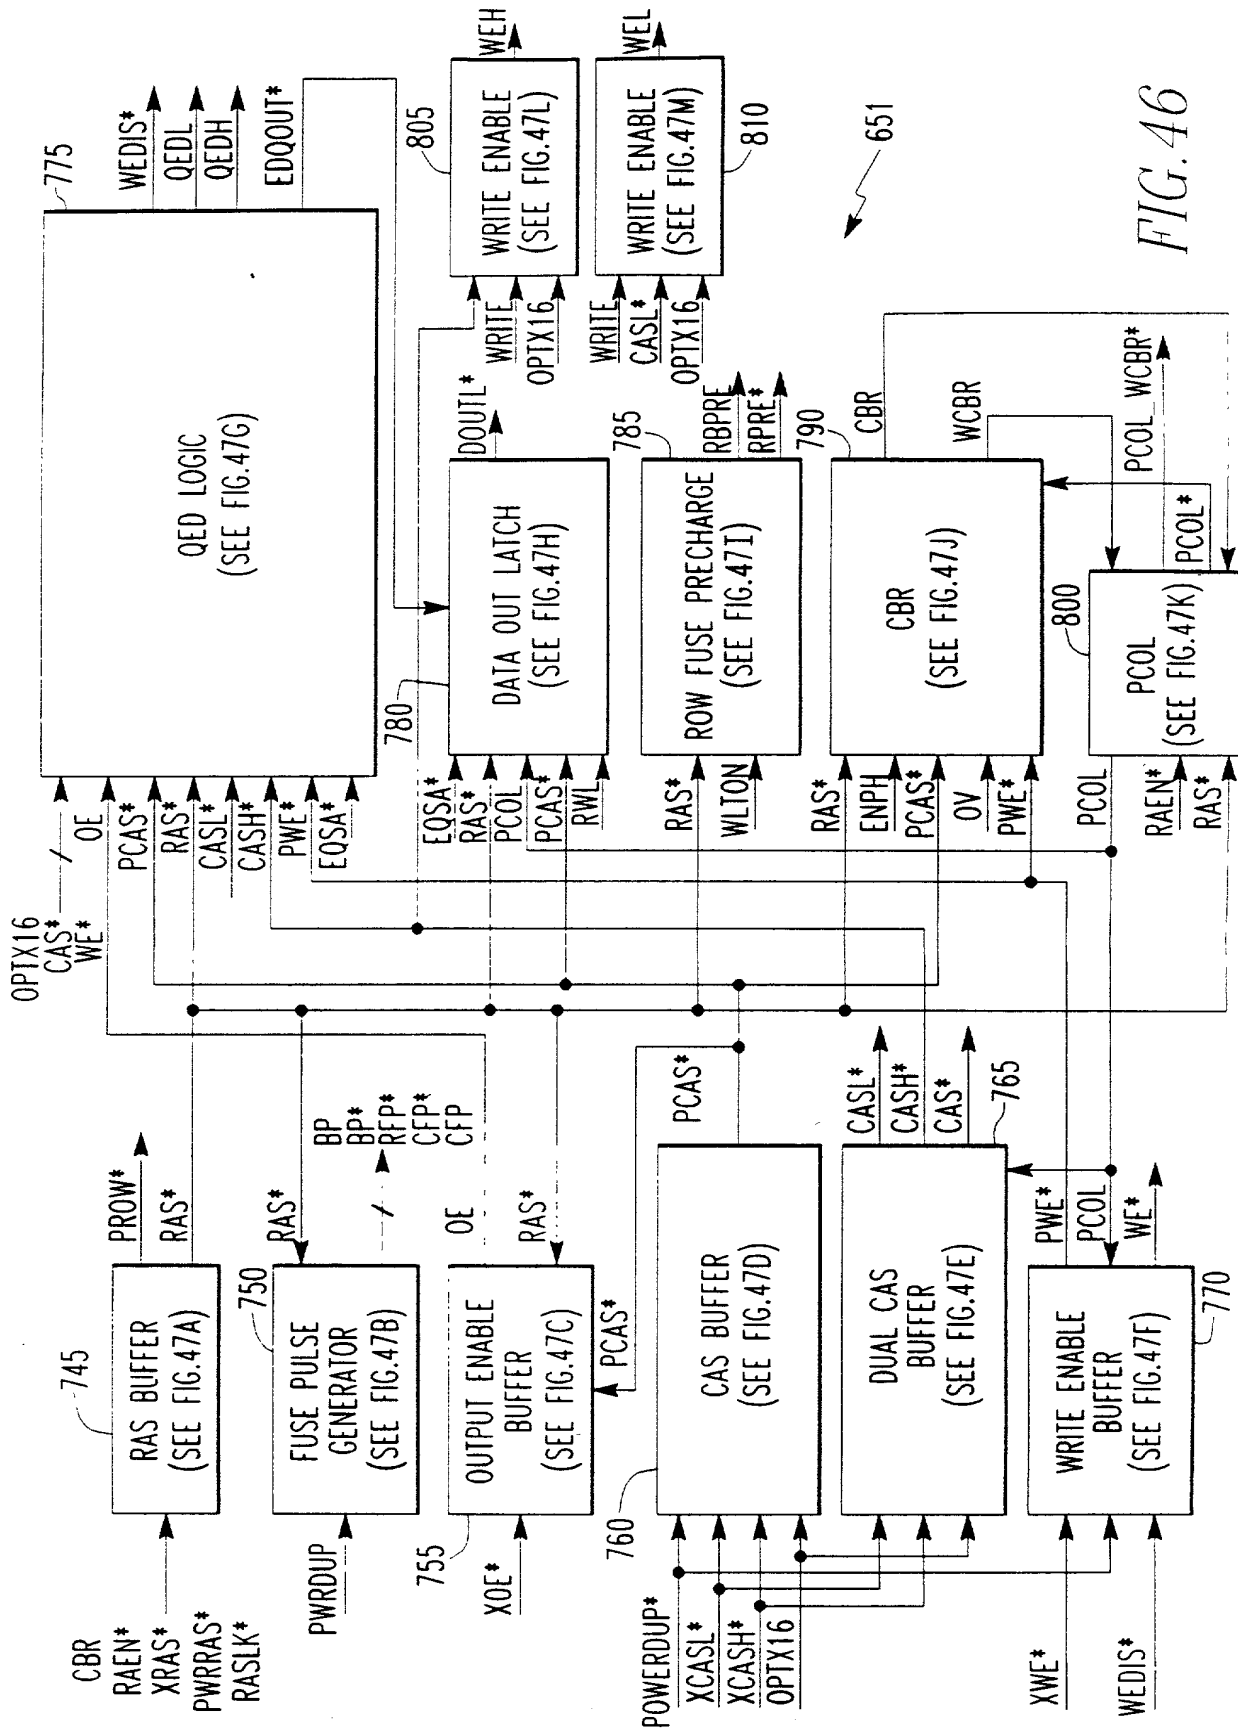 CBR
RAEN*
XRAS*
PWRRAS*
RASLK*
745
RAS BUFFER
(SEE FIG.47A)
PROW*
RAS*
PWRDUP
750
FUSE PULSE
GENERATOR
(SEE FIG.47B)
RAS*
BP
BP*
RFP*
CFP*
CFP
XOE*
755
OUTPUT ENABLE
BUFFER
(SEE FIG.47C)
OE
RAS*
PCAS*
POWERDUP*
XCASL*
XCASH*
OPTX16
760
CAS BUFFER
(SEE FIG.47D)
PCAS*
DUAL CAS
BUFFER
(SEE FIG.47E)
765
CASL*
CASH*
CAS*
XWE*
WEDIS*
WRITE ENABLE
BUFFER
(SEE FIG.47F)
770
PWE*
PCOL
WE*
OPTX16
CAS*
WE*
OE
PCAS*
RAS*
CASL*
CASH*
PWE*
EQSA*
QED LOGIC
(SEE FIG.47G)
775
WEDIS*
QEDL
QEDH
EDQOUT*
EQSA*
RAS*
PCOL
PCAS*
RWL
780
DATA OUT LATCH
(SEE FIG.47H)
DOUTL*
RAS*
WLTON
ROW FUSE PRECHARGE
(SEE FIG.47I)
785
RBPRE
RPRE*
RAS*
ENPH
PCAS*
OV
PWE*
CBR
(SEE FIG.47J)
790
CBR
WCBR
PCOL
RAEN*
RAS*
PCOL
(SEE FIG.47K)
800
PCOL_WCBR*
PCOL*
WRITE
OPTX16
WRITE ENABLE
(SEE FIG.47L)
805
WEH
WRITE
CASL*
OPTX16
WRITE ENABLE
(SEE FIG.47M)
810
WEL
651
FIG.46